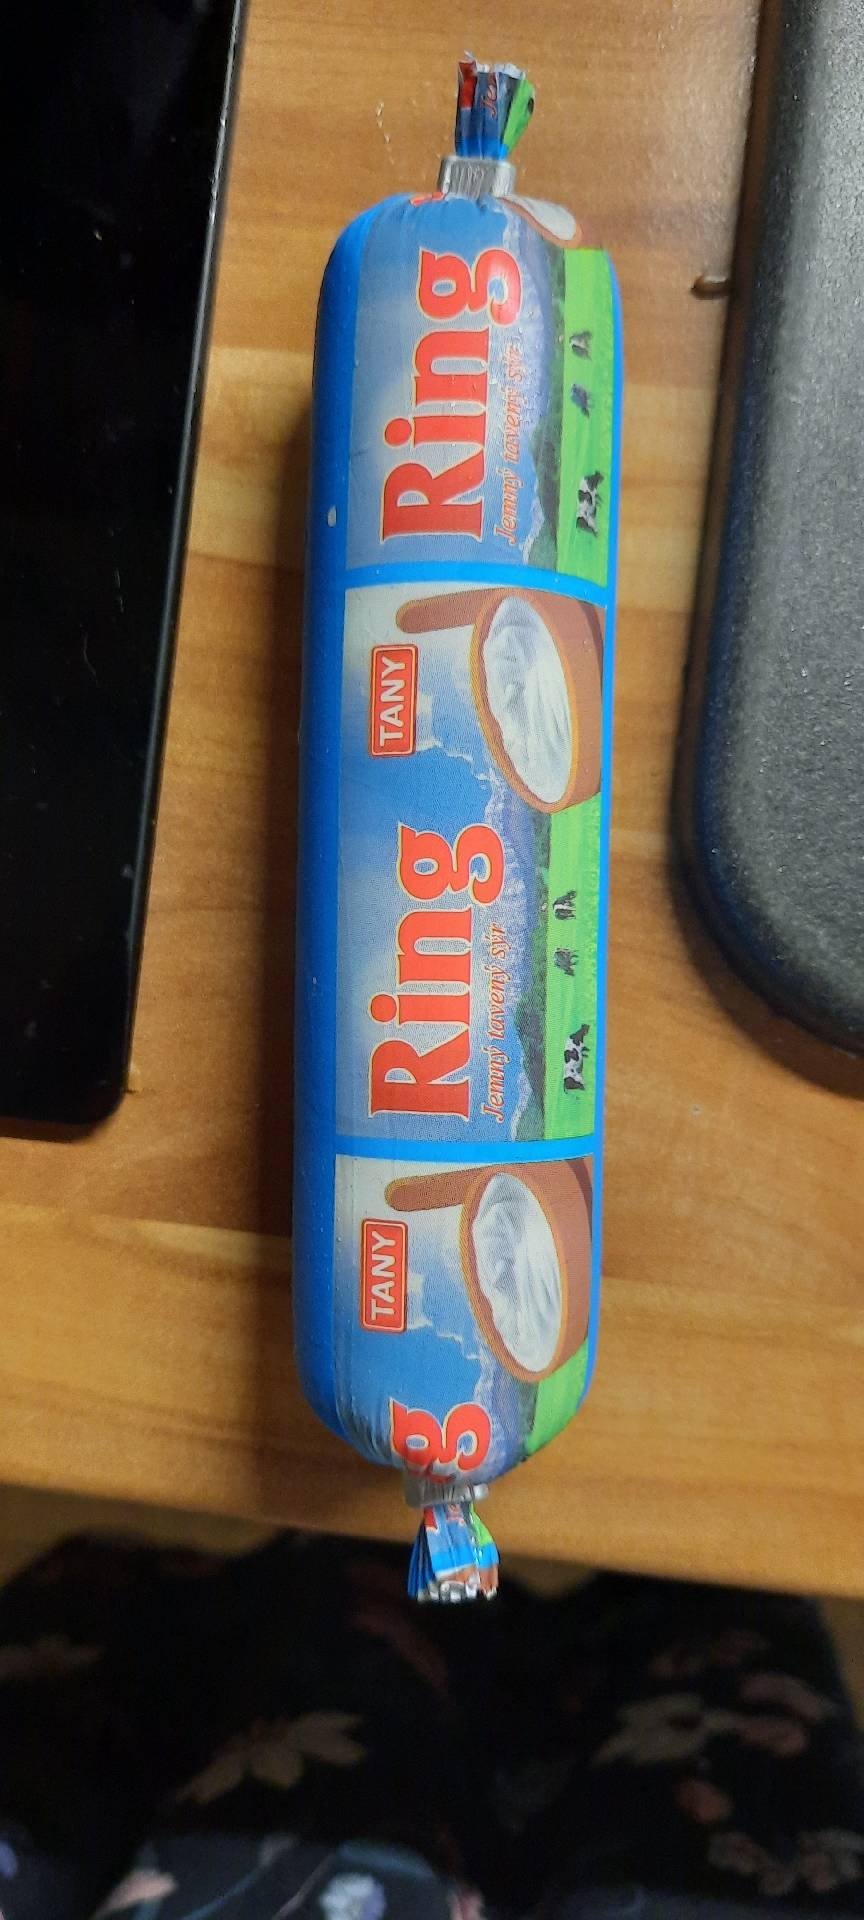 Ring
Jemný tavený sýr
TANY
Ring
Jemný tavený sýr
TANY